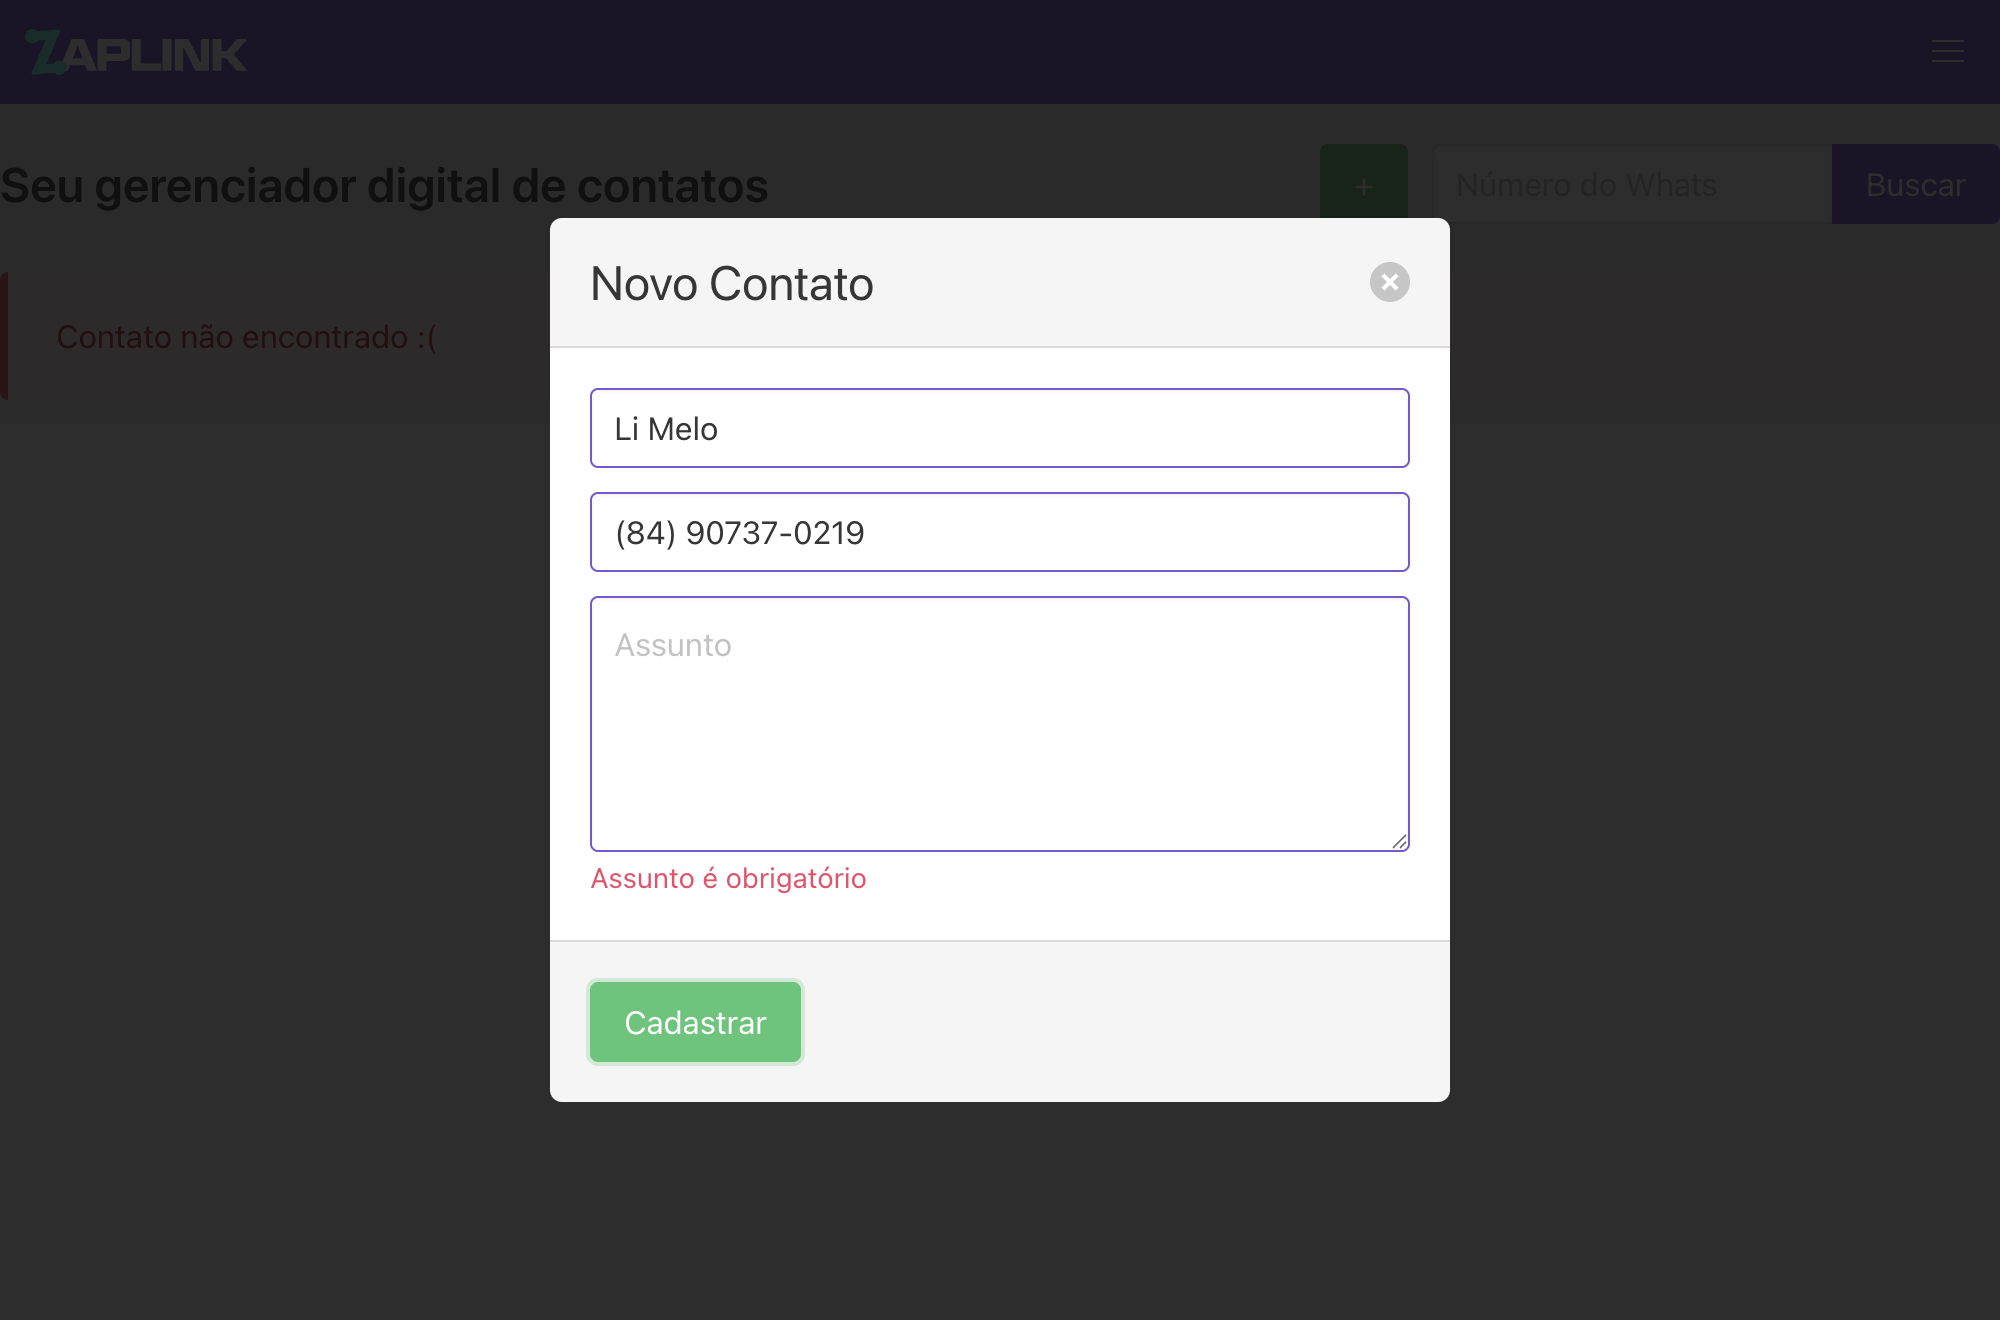 ZAPLINK
Seu gerenciador digital de contatos
+
Número do Whats
Buscar
Contato não encontrado :(
Novo Contato
Li Melo
(84) 90737-0219
Assunto
Assunto é obrigatório
Cadastrar